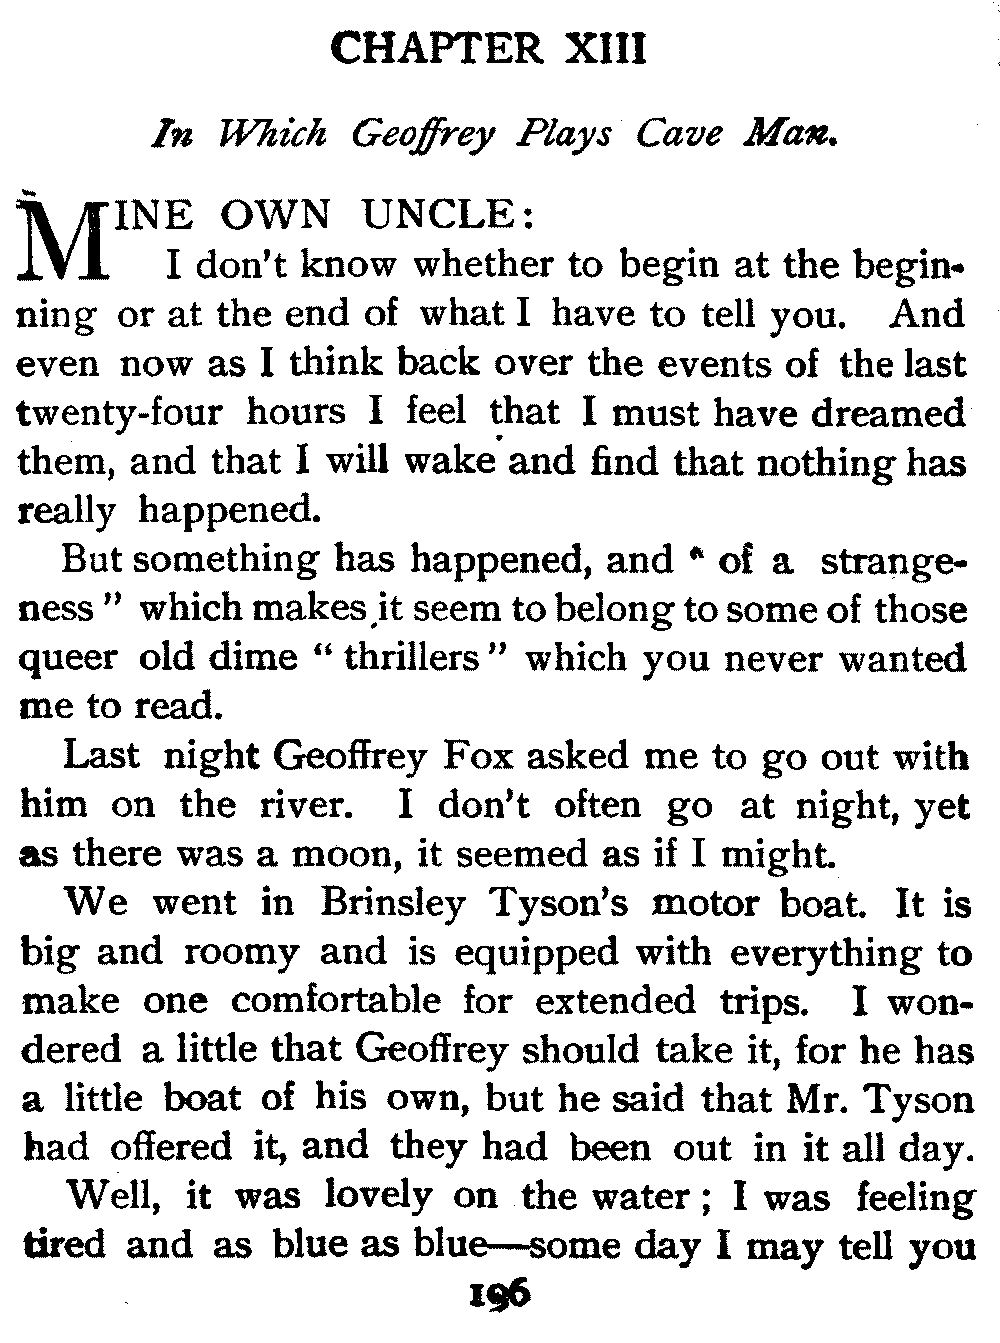 CHAPTER XIII
In Which Geoffrey Plays Cave Man.
MINE OWN UNCLE:
I don't know whether to begin at the begin-
ning or at the end of what I have to tell you. And
even now as I think back over the events of the last
twenty-four hours I feel that I must have dreamed
them, and that I will wake and find that nothing has
really happened.
But something has happened, and “ of a strange-
ness ” which makes it seem to belong to some of those
queer old dime “ thrillers ” which you never wanted
me to read.
Last night Geoffrey Fox asked me to go out with
him on the river. I don't often go at night, yet
as there was a moon, it seemed as if I might.
We went in Brinsley Tyson's motor boat. It is
big and roomy and is equipped with everything to
make one comfortable for extended trips. I won-
dered a little that Geoffrey should take it, for he has
a little boat of his own, but he said that Mr. Tyson
had offered it, and they had been out in it all day.
Well, it was lovely on the water ; I was feeling
tired and as blue as blue—some day I may tell you
196